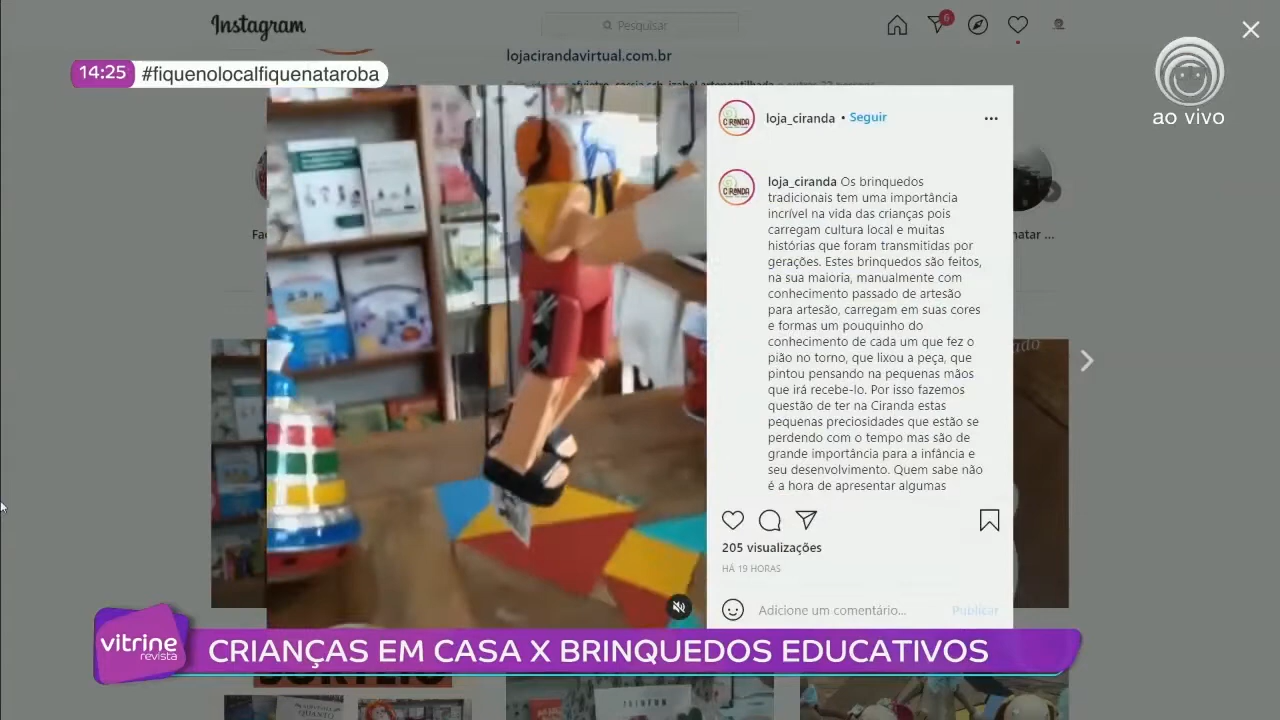 Instagram
Pesquisar
6
lojacirandavirtual.com.br
14:25 #fiquenolocalfiquenataroba
ao vivo
loja_ciranda • Seguir
CIRANDA
loja_ciranda Os brinquedos
tradicionais tem uma importância
incrível na vida das crianças pois
carregam cultura local e muitas
histórias que foram transmitidas por
gerações. Estes brinquedos são feitos,
na sua maioria, manualmente com
conhecimento passado de artesão
para artesão, carregam em suas cores
e formas um pouquinho do
conhecimento de cada um que fez o
pião no torno, que lixou a peça, que
pintou pensando na pequenas mãos
que irá recebe-lo. Por isso fazemos
questão de ter na Ciranda estas
pequenas preciosidades que estão se
perdendo com o tempo mas são de
grande importância para a infância e
seu desenvolvimento. Quem sabe não
é a hora de apresentar algumas
205 visualizações
HÁ 19 HORAS
Adicione um comentário...
Publicar
vitrine
revista
CRIANÇAS EM CASA X BRINQUEDOS EDUCATIVOS